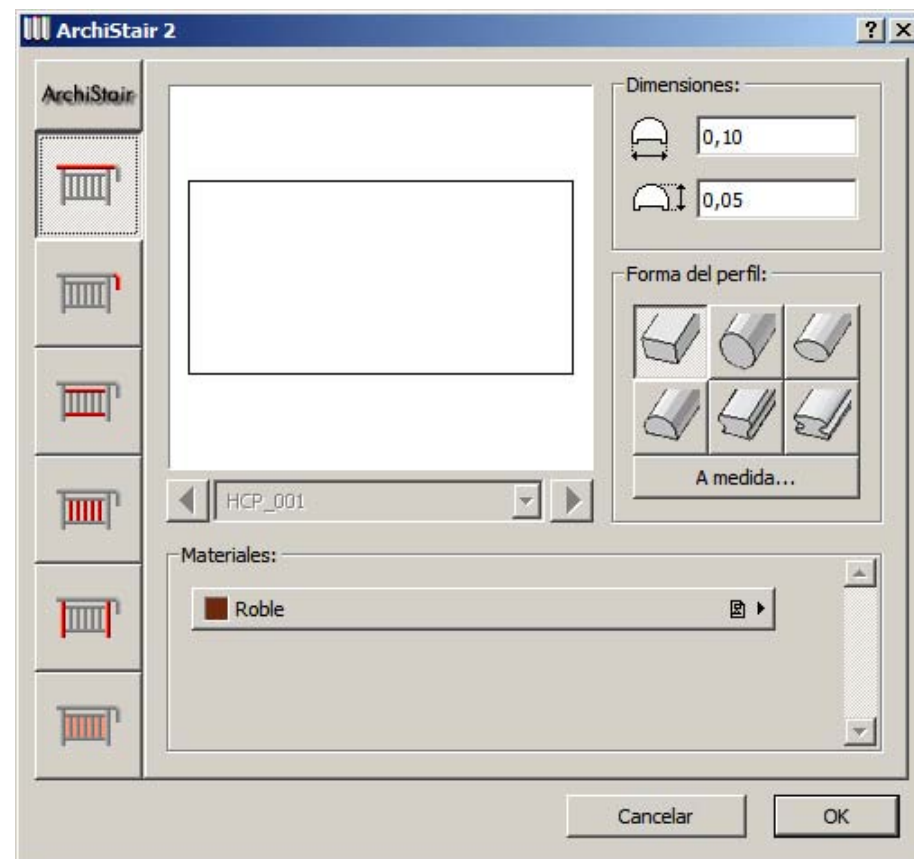 ArchiStair 2
ArchiStair
Dimensiones:
0,10
0,05
Forma del perfil:
A medida...
HCP_001
Materiales:
Roble
Cancelar
OK